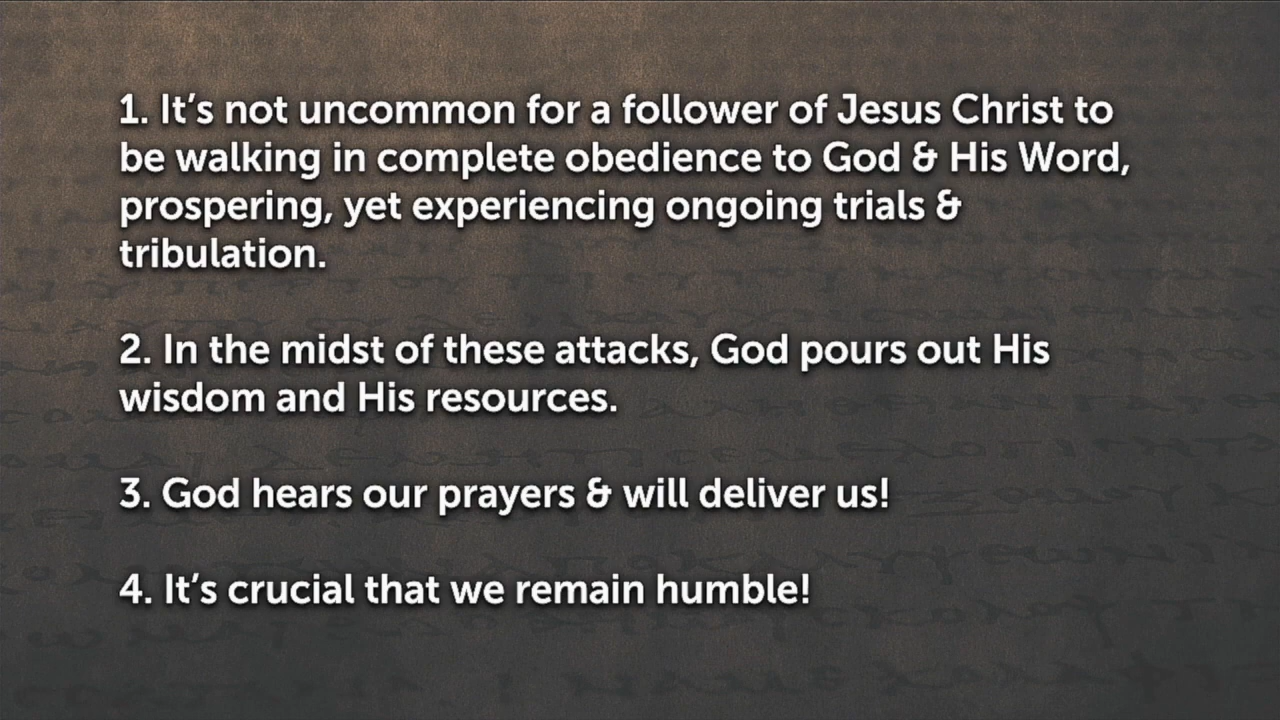 1. It’s not uncommon for a follower of Jesus Christ to
be walking in complete obedience to God & His Word,
prospering, yet experiencing ongoing trials &
tribulation.
2. In the midst of these attacks, God pours out His
wisdom and His resources.
3. God hears our prayers & will deliver us!
4. It’s crucial that we remain humble!